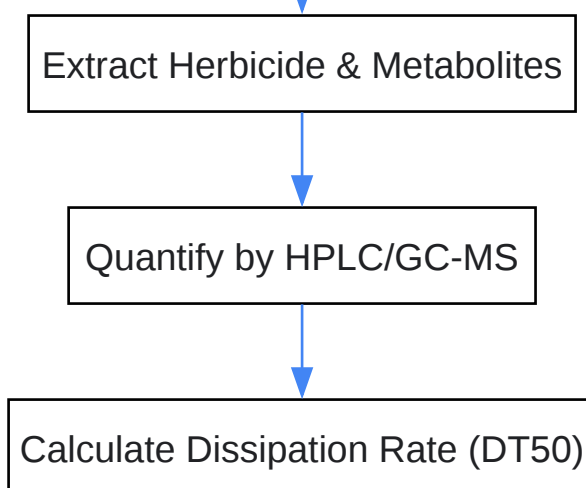 Extract Herbicide & Metabolites
Quantify by HPLC/GC-MS
Calculate Dissipation Rate (DT50)